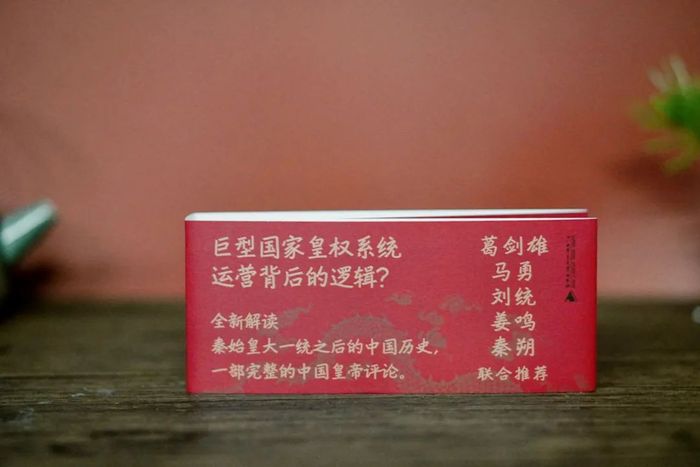 巨型国家皇权系统
运营背后的逻辑?
全新解读
秦始皇大一统之后的中国历史，
一部完整的中国皇帝评论。
葛剑雄
马勇
刘统
姜鸣
秦朔
联合推荐